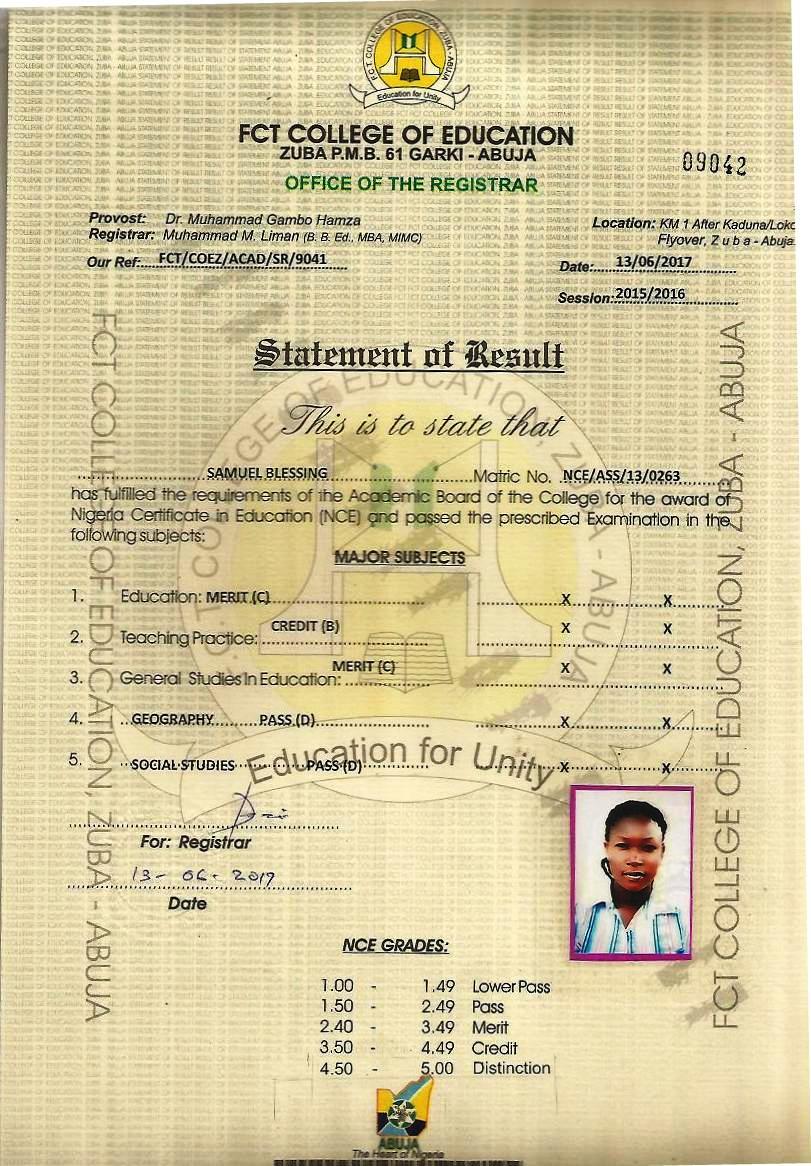 F.C.T. COLLEGE OF EDUCATION, ZUBA - ABUJA
Education for Unity
FCT COLLEGE OF EDUCATION
ZUBA P.M.B. 61 GARKI - ABUJA
09042
OFFICE OF THE REGISTRAR
Provost: Dr. Muhammad Gambo Hamza
Registrar: Muhammad M. Liman (B. B. Ed., MBA, MIMC)
Location: KM 1 After Kaduna/Loko
Flyover, Z u b a - Abuja.
Our Ref:....FCT/COEZ/ACAD/SR/9041
Date:....13/06/2017
Session:2015/2016
Statement of Result
This is to state that
SAMUEL BLESSING Matric No. NCE/ASS/13/0263
has fulfilled the requirements of the Academic Board of the College for the award of
Nigeria Certificate in Education (NCE) and passed the prescribed Examination in the
following subjects:
MAJOR SUBJECTS
1. Education: MERIT (C) X X
2. Teaching Practice: CREDIT (B) X X
3. General Studies In Education: MERIT (C) X X
4. GEOGRAPHY PASS (D) X X
5. SOCIAL STUDIES PASS (D) X X
Education for Unity
For: Registrar
13 - 06 - 2017
Date
NCE GRADES:
1.00 - 1.49 Lower Pass
1.50 - 2.49 Pass
2.40 - 3.49 Merit
3.50 - 4.49 Credit
4.50 - 5.00 Distinction
ABUJA
The Heart of Nigeria
FCT COLLEGE OF EDUCATION, ZUBA - ABUJA
FCT COLLEGE OF EDUCATION, ZUBA - ABUJA
F.C.T COLLEGE OF EDUCATION, ZUBA - ABUJA